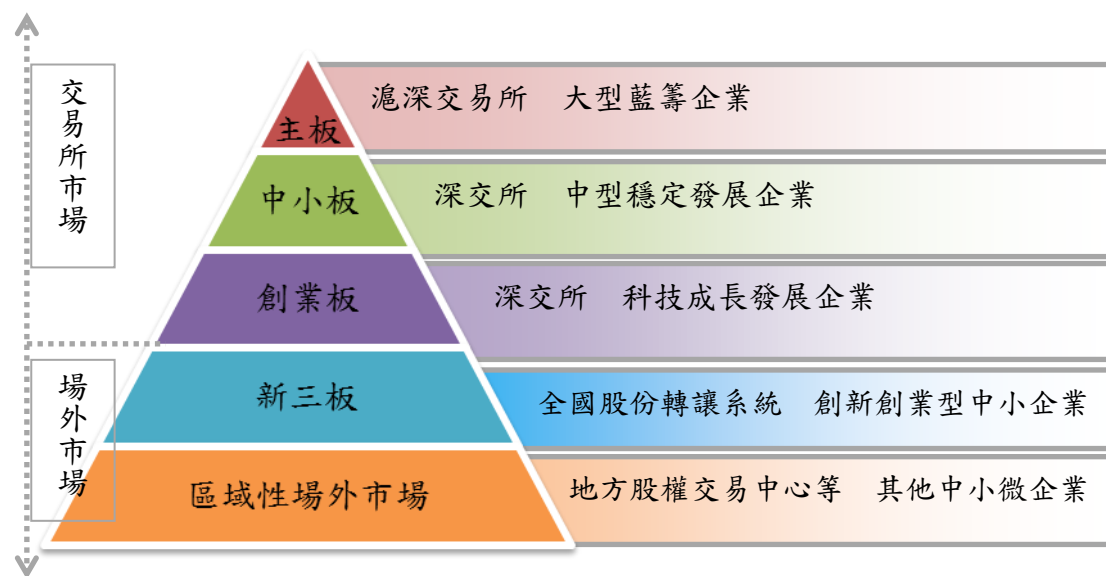 交易所市場
主板
滬深交易所 大型藍籌企業
中小板
深交所 中型穩定發展企業
創業板
深交所 科技成長發展企業
場外市場
新三板
全國股份轉讓系統 創新創業型中小企業
區域性場外市場
地方股權交易中心等 其他中小微企業